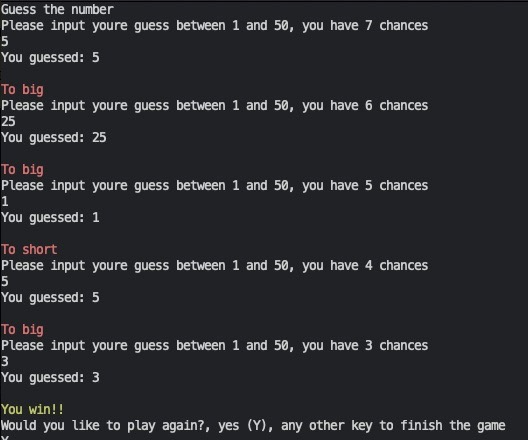 Guess the number
Please input youre guess between 1 and 50, you have 7 chances
5
You guessed: 5
To big
Please input youre guess between 1 and 50, you have 6 chances
25
You guessed: 25
To big
Please input youre guess between 1 and 50, you have 5 chances
1
You guessed: 1
To short
Please input youre guess between 1 and 50, you have 4 chances
5
You guessed: 5
To big
Please input youre guess between 1 and 50, you have 3 chances
3
You guessed: 3
You win!!
Would you like to play again?, yes (Y), any other key to finish the game